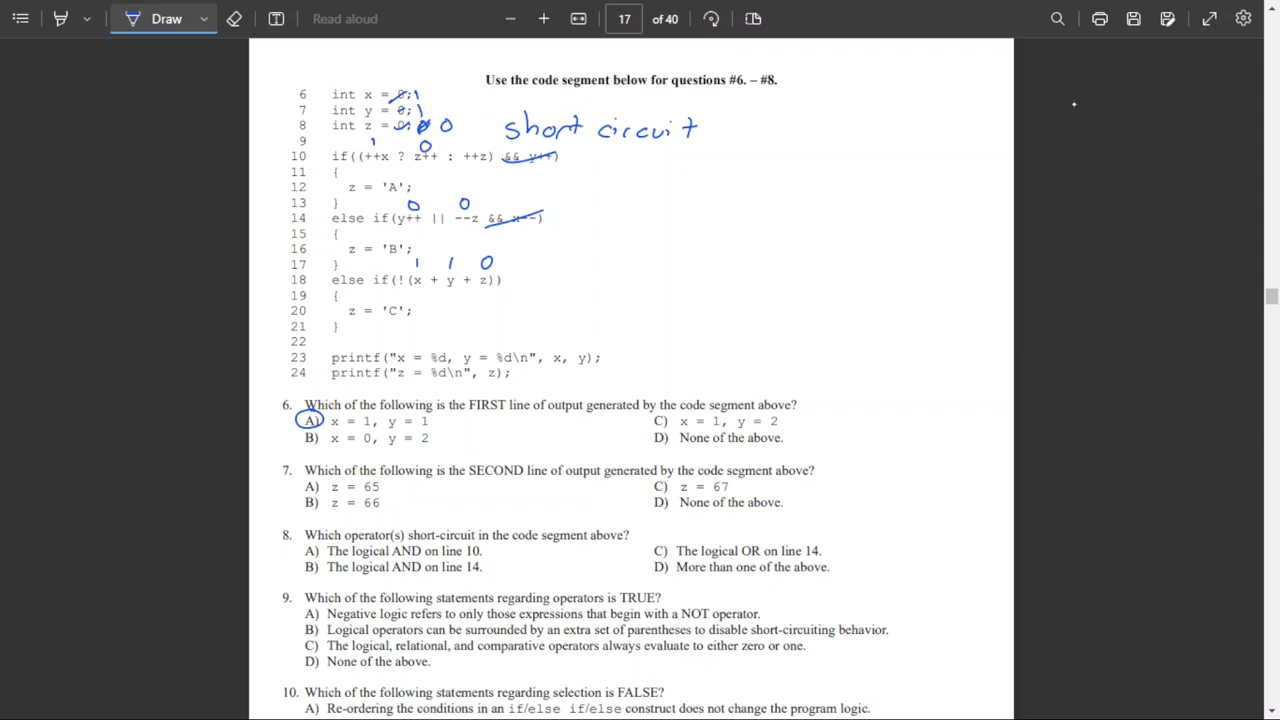 Draw
Read aloud
17 of 40
Use the code segment below for questions #6. – #8.
6 int x = 0; 1
7 int y = 0; 1
8 int z = 0; 0 short circuit
9 1 0
10 if((++x ? z++ : ++z) && y++)
11 {
12 z = 'A';
13 } 0 0
14 else if(y++ || --z && x--)
15 {
16 z = 'B';
17 } 1 1 0
18 else if(!(x + y + z))
19 {
20 z = 'C';
21 }
22
23 printf("x = %d, y = %d\n", x, y);
24 printf("z = %d\n", z);
6. Which of the following is the FIRST line of output generated by the code segment above?
A) x = 1, y = 1 C) x = 1, y = 2
B) x = 0, y = 2 D) None of the above.
7. Which of the following is the SECOND line of output generated by the code segment above?
A) z = 65 C) z = 67
B) z = 66 D) None of the above.
8. Which operator(s) short-circuit in the code segment above?
A) The logical AND on line 10. C) The logical OR on line 14.
B) The logical AND on line 14. D) More than one of the above.
9. Which of the following statements regarding operators is TRUE?
A) Negative logic refers to only those expressions that begin with a NOT operator.
B) Logical operators can be surrounded by an extra set of parentheses to disable short-circuiting behavior.
C) The logical, relational, and comparative operators always evaluate to either zero or one.
D) None of the above.
10. Which of the following statements regarding selection is FALSE?
A) Re-ordering the conditions in an if/else if/else construct does not change the program logic.